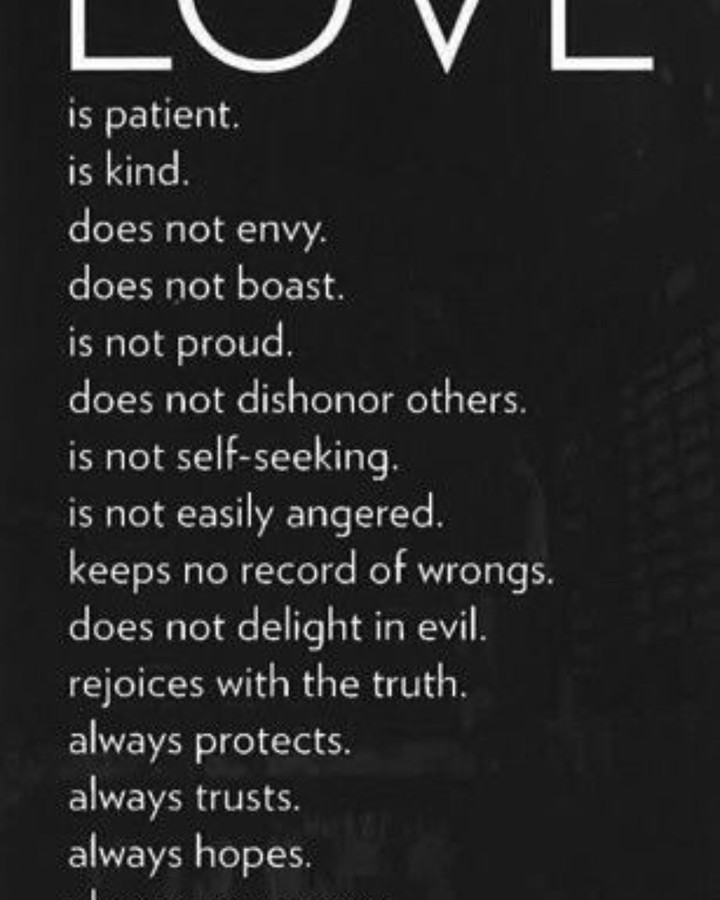 LOVE
is patient.
is kind.
does not envy.
does not boast.
is not proud.
does not dishonor others.
is not self-seeking.
is not easily angered.
keeps no record of wrongs.
does not delight in evil.
rejoices with the truth.
always protects.
always trusts.
always hopes.